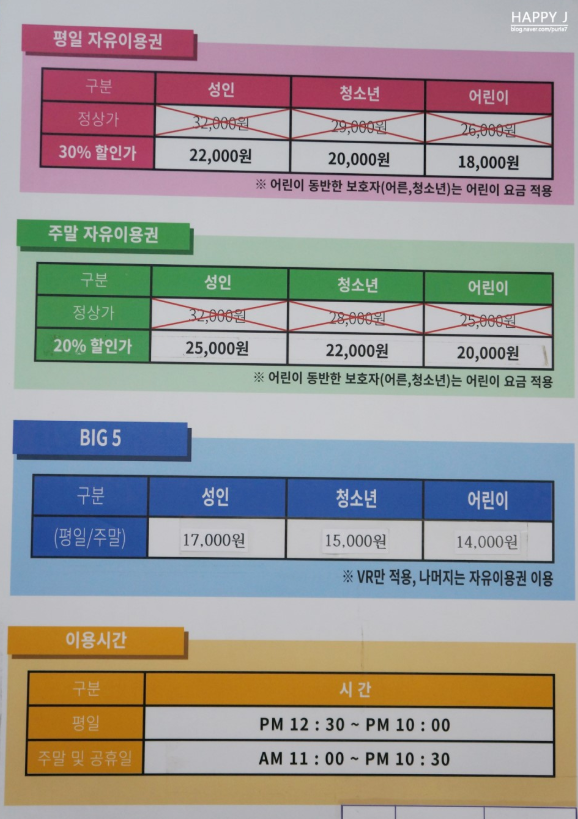 HAPPY J
blog.naver.com/purie7
평일 자유이용권
구분 성인 청소년 어린이
정상가 32,000원 29,000원 26,000원
30% 할인가 22,000원 20,000원 18,000원
※ 어린이 동반한 보호자(어른,청소년)는 어린이 요금 적용
주말 자유이용권
구분 성인 청소년 어린이
정상가 32,000원 28,000원 25,000원
20% 할인가 25,000원 22,000원 20,000원
※ 어린이 동반한 보호자(어른,청소년)는 어린이 요금 적용
BIG 5
구분 성인 청소년 어린이
(평일/주말) 17,000원 15,000원 14,000원
※ VR만 적용, 나머지는 자유이용권 이용
이용시간
구분 시 간
평일 PM 12 : 30 ~ PM 10 : 00
주말 및 공휴일 AM 11 : 00 ~ PM 10 : 30